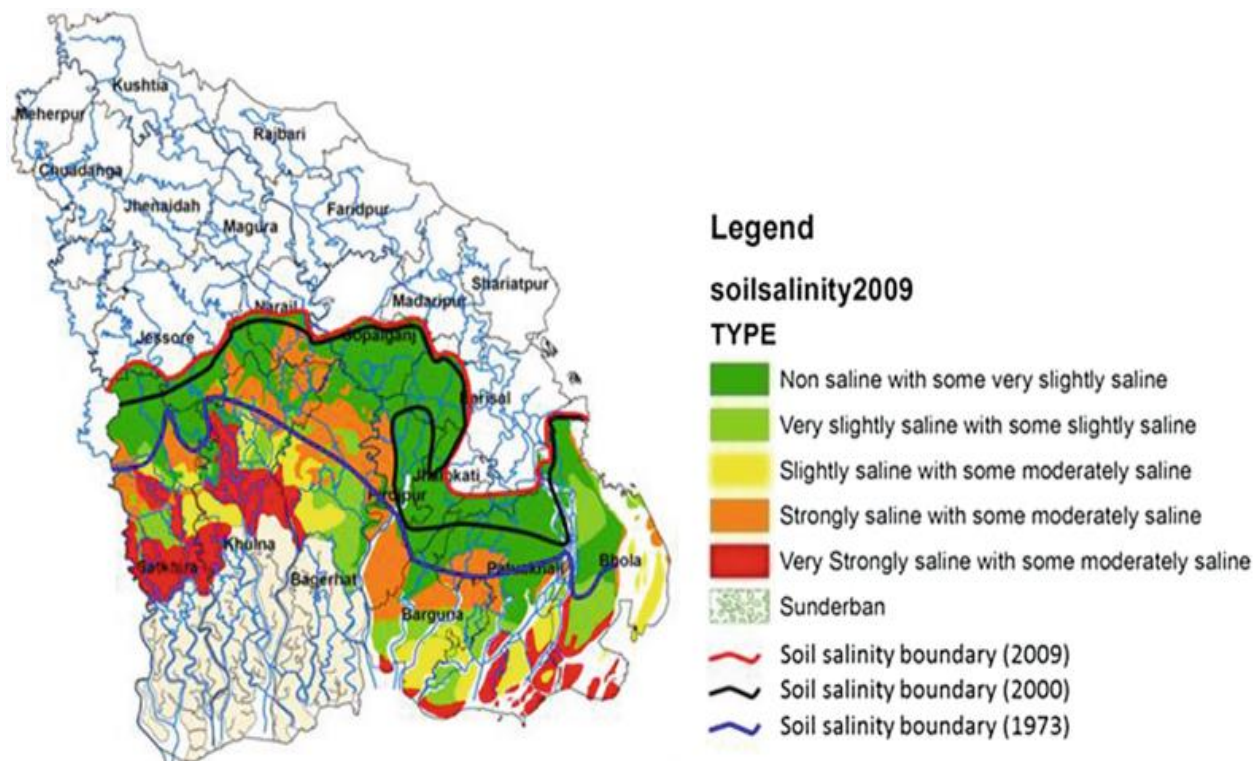 Kushtia
Meherpur
Rajbari
Chuadanga
Jhenaidah
Faridpur
Magura
Shariatpur
Madaripur
Narail
Jessore
Gopalganj
Barisal
Jhalokati
Pirojpur
Khulna
Satkhira
Bagerhat
Patuakhali
Bhola
Barguna
Legend
soilsalinity2009
TYPE
Non saline with some very slightly saline
Very slightly saline with some slightly saline
Slightly saline with some moderately saline
Strongly saline with some moderately saline
Very Strongly saline with some moderately saline
Sunderban
Soil salinity boundary (2009)
Soil salinity boundary (2000)
Soil salinity boundary (1973)